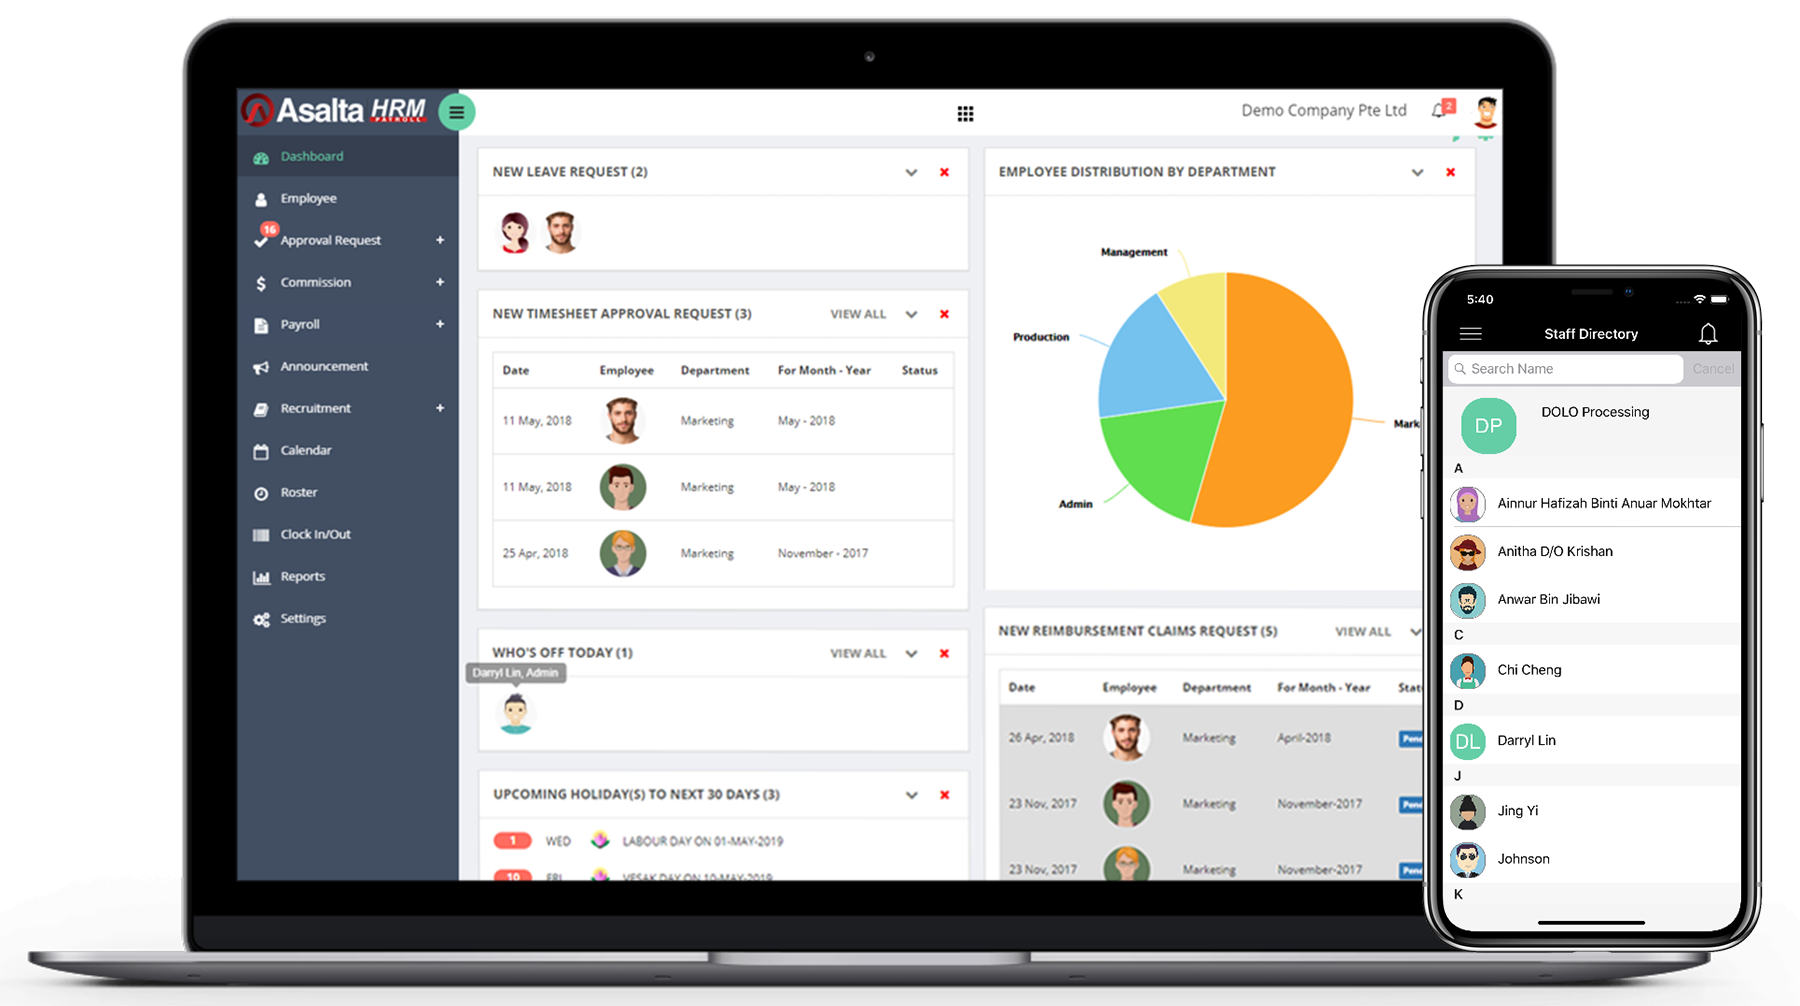 Asalta HRM
PAYROLL
Demo Company Pte Ltd
2
Dashboard
Employee
16
Approval Request +
Commission +
Payroll +
Announcement
Recruitment +
Calendar
Roster
Clock In/Out
Reports
Settings
NEW LEAVE REQUEST (2)
NEW TIMESHEET APPROVAL REQUEST (3) VIEW ALL
Date Employee Department For Month - Year Status
11 May, 2018 Marketing May - 2018
11 May, 2018 Marketing May - 2018
25 Apr, 2018 Marketing November - 2017
WHO'S OFF TODAY (1) VIEW ALL
Darryl Lin, Admin
UPCOMING HOLIDAY(S) TO NEXT 30 DAYS (3)
1 WED LABOUR DAY ON 01-MAY-2019
10 FRI VESAK DAY ON 10-MAY-2019
EMPLOYEE DISTRIBUTION BY DEPARTMENT
Management
Production
Mark
Admin
NEW REIMBURSEMENT CLAIMS REQUEST (5) VIEW ALL
Date Employee Department For Month - Year Stat
26 Apr, 2018 Marketing April-2018 Pen
23 Nov, 2017 Marketing November-2017 Pen
23 Nov, 2017 Marketing November-2017 Pen
5:40
Staff Directory
Search Name Cancel
DP DOLO Processing
A
Ainnur Hafizah Binti Anuar Mokhtar
Anitha D/O Krishan
Anwar Bin Jibawi
C
Chi Cheng
D
DL Darryl Lin
J
Jing Yi
Johnson
K